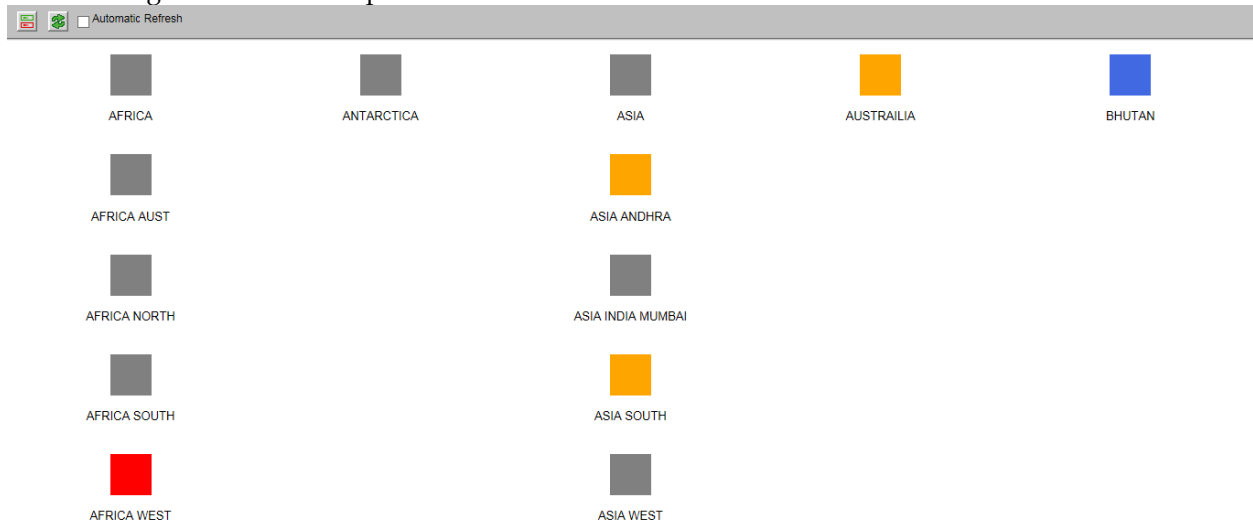 Automatic Refresh
AFRICA ANTARCTICA ASIA AUSTRAILIA BHUTAN
AFRICA AUST ASIA ANDHRA
AFRICA NORTH ASIA INDIA MUMBAI
AFRICA SOUTH ASIA SOUTH
AFRICA WEST ASIA WEST